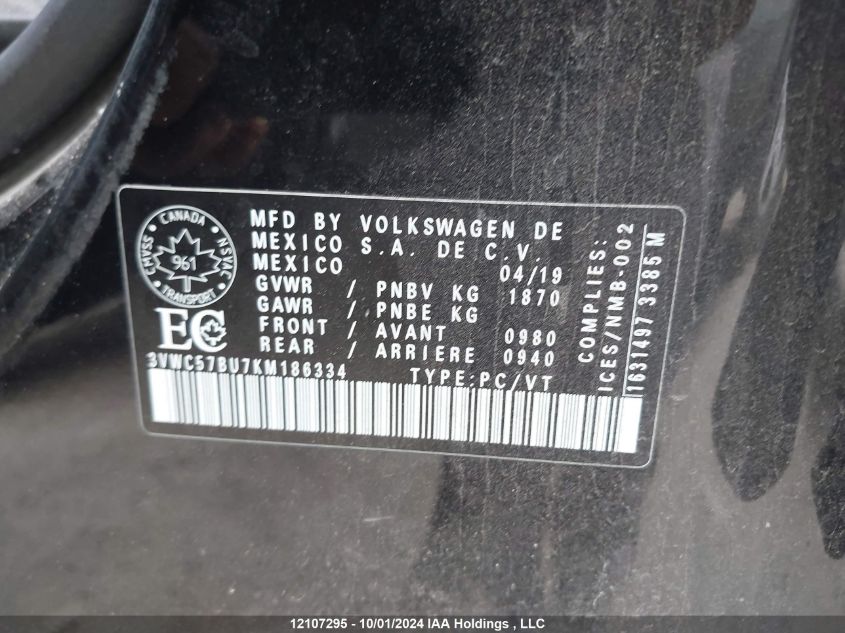 CANADA
CMVSS
NSVAC
961
TRANSPORT
EC
MFD BY VOLKSWAGEN DE
MEXICO S.A. DE C.V.
MEXICO 04/19
GVWR / PNBV KG 1870
GAWR / PNBE KG
FRONT / AVANT 0980
REAR / ARRIERE 0940
3VWC57BU7KM186334 TYPE:PC/VT
COMPLIES:
ICES/NMB-002
1631497 3385 M
12107295 - 10/01/2024 IAA Holdings , LLC